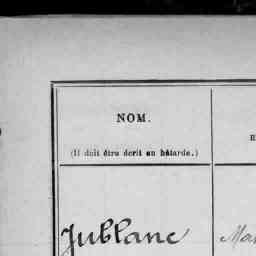 NOM.
(Il doit être écrit en bâtarde.)
Jublanc